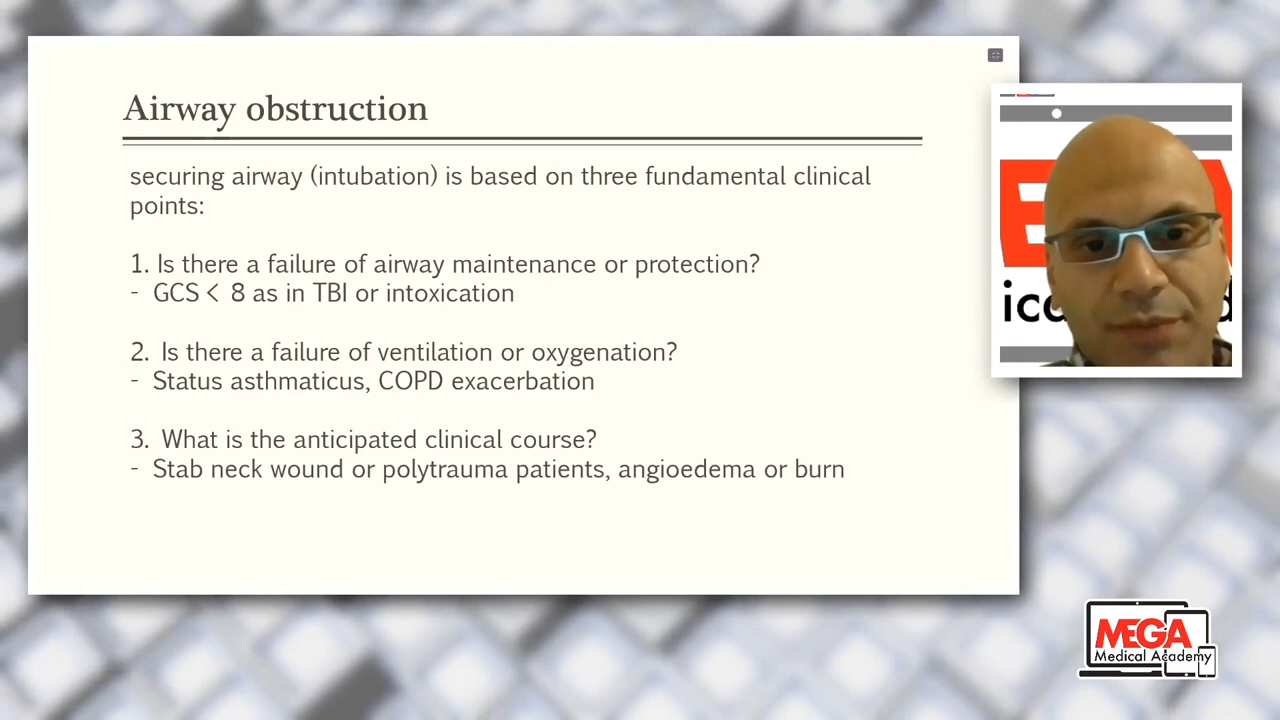 Airway obstruction
securing airway (intubation) is based on three fundamental clinical
points:
1. Is there a failure of airway maintenance or protection?
- GCS < 8 as in TBI or intoxication
2. Is there a failure of ventilation or oxygenation?
- Status asthmaticus, COPD exacerbation
3. What is the anticipated clinical course?
- Stab neck wound or polytrauma patients, angioedema or burn
MEGA
Medical Academy